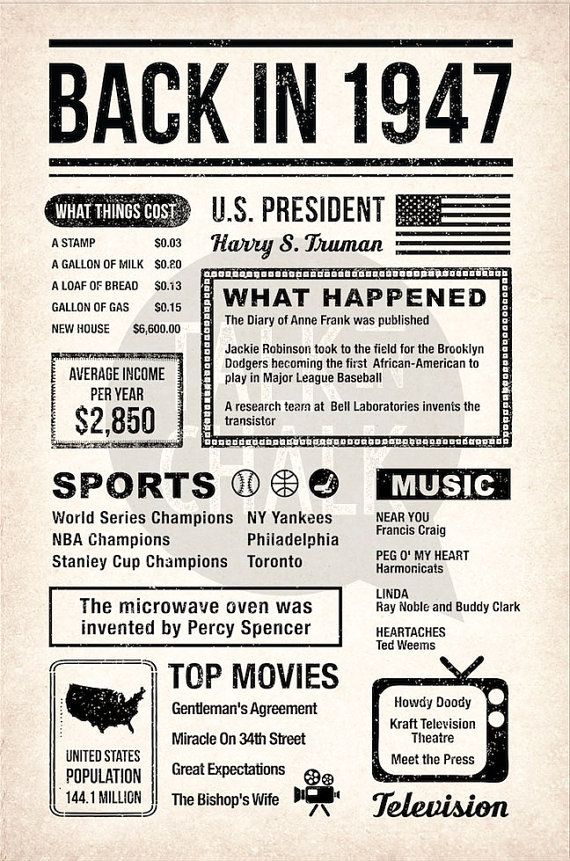 BACK IN 1947
WHAT THINGS COST
A STAMP $0.03
A GALLON OF MILK $0.80
A LOAF OF BREAD $0.13
GALLON OF GAS $0.15
NEW HOUSE $6,600.00
AVERAGE INCOME
PER YEAR
$2,850
U.S. PRESIDENT
Harry S. Truman
WHAT HAPPENED
The Diary of Anne Frank was published
Jackie Robinson took to the field for the Brooklyn
Dodgers becoming the first African-American to
play in Major League Baseball
A research team at Bell Laboratories invents the
transistor
TALK IN
CHALK
SPORTS
World Series Champions NY Yankees
NBA Champions Philadelphia
Stanley Cup Champions Toronto
MUSIC
NEAR YOU
Francis Craig
PEG O' MY HEART
Harmonicats
LINDA
Ray Noble and Buddy Clark
HEARTACHES
Ted Weems
The microwave oven was
invented by Percy Spencer
UNITED STATES
POPULATION
144.1 MILLION
TOP MOVIES
Gentleman's Agreement
Miracle On 34th Street
Great Expectations
The Bishop's Wife
Howdy Doody
Kraft Television
Theatre
Meet the Press
Television